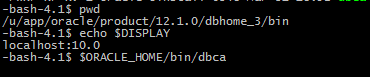 -bash-4.1$ pwd
/u/app/oracle/product/12.1.0/dbhome_3/bin
-bash-4.1$ echo $DISPLAY
localhost:10.0
-bash-4.1$ $ORACLE_HOME/bin/dbca